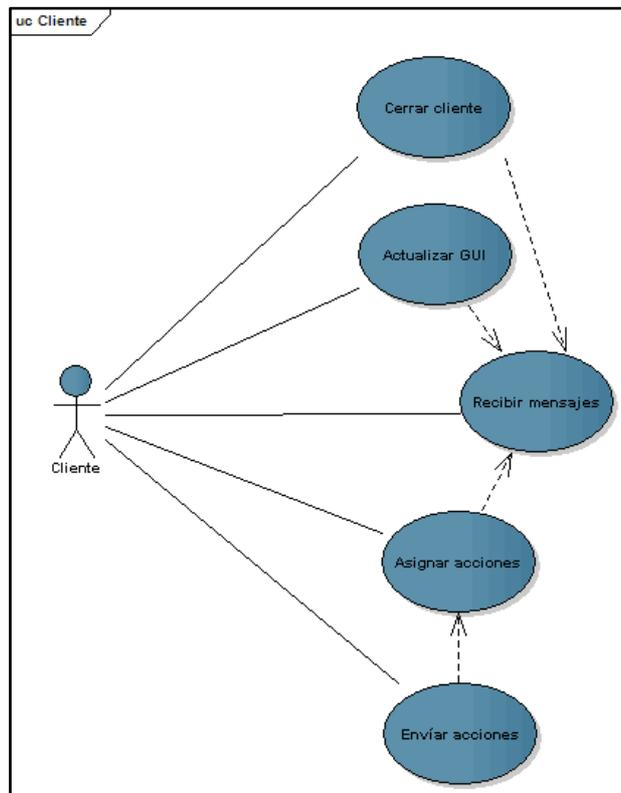 uc Cliente
Cerrar cliente
Actualizar GUI
Recibir mensajes
Cliente
Asignar acciones
Envíar acciones